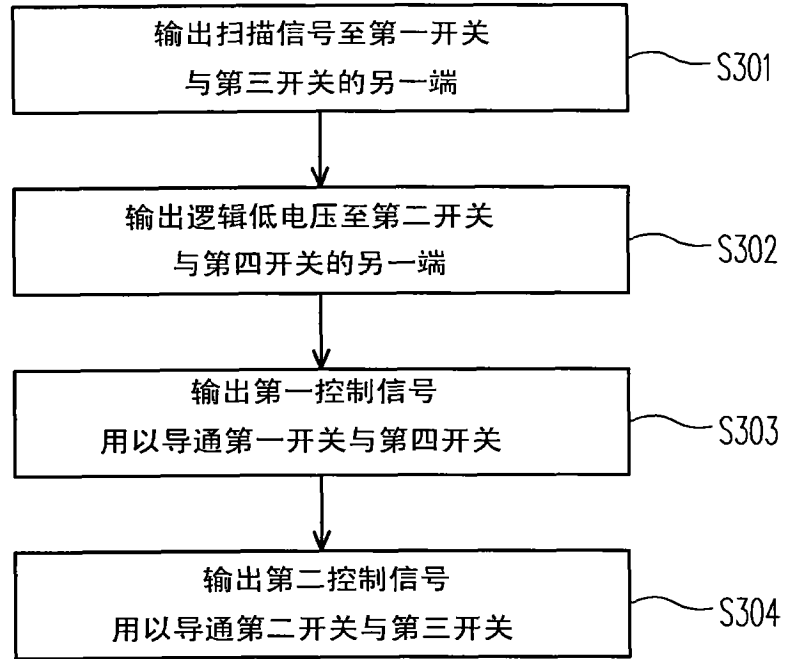 输出扫描信号至第一开关
与第三开关的另一端
S301
输出逻辑低电压至第二开关
与第四开关的另一端
S302
输出第一控制信号
用以导通第一开关与第四开关
S303
输出第二控制信号
用以导通第二开关与第三开关
S304